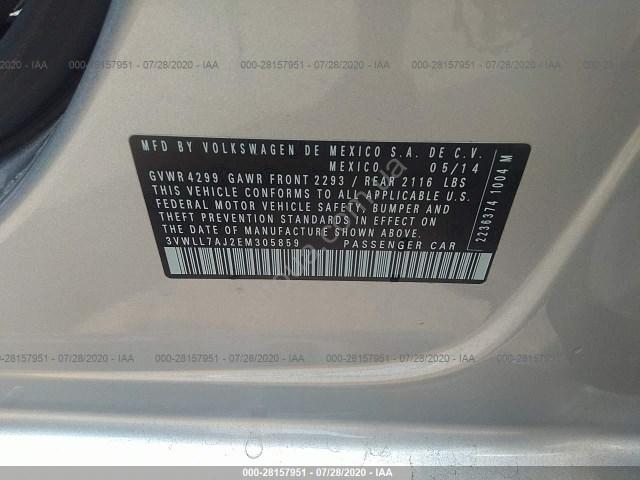 000-28157951 / 07/28/2020 - IAA
MFD BY VOLKSWAGEN DE MEXICO S.A. DE C.V.
MEXICO 05/14
GVWR 4299 GAWR FRONT 2293 / REAR 2116 LBS
THIS VEHICLE CONFORMS TO ALL APPLICABLE U.S.
FEDERAL MOTOR VEHICLE SAFETY BUMPER AND
THEFT PREVENTION STANDARDS IN EFFECT ON
THE DATE OF MANUFACTURE SHOWN ABOVE.
3VWLL7AJ2EM305859 PASSENGER CAR
2236374 1004 M
000-28157951 / 07/28/2020 - IAA
000-28157951 / 07/28/2020 - IAA